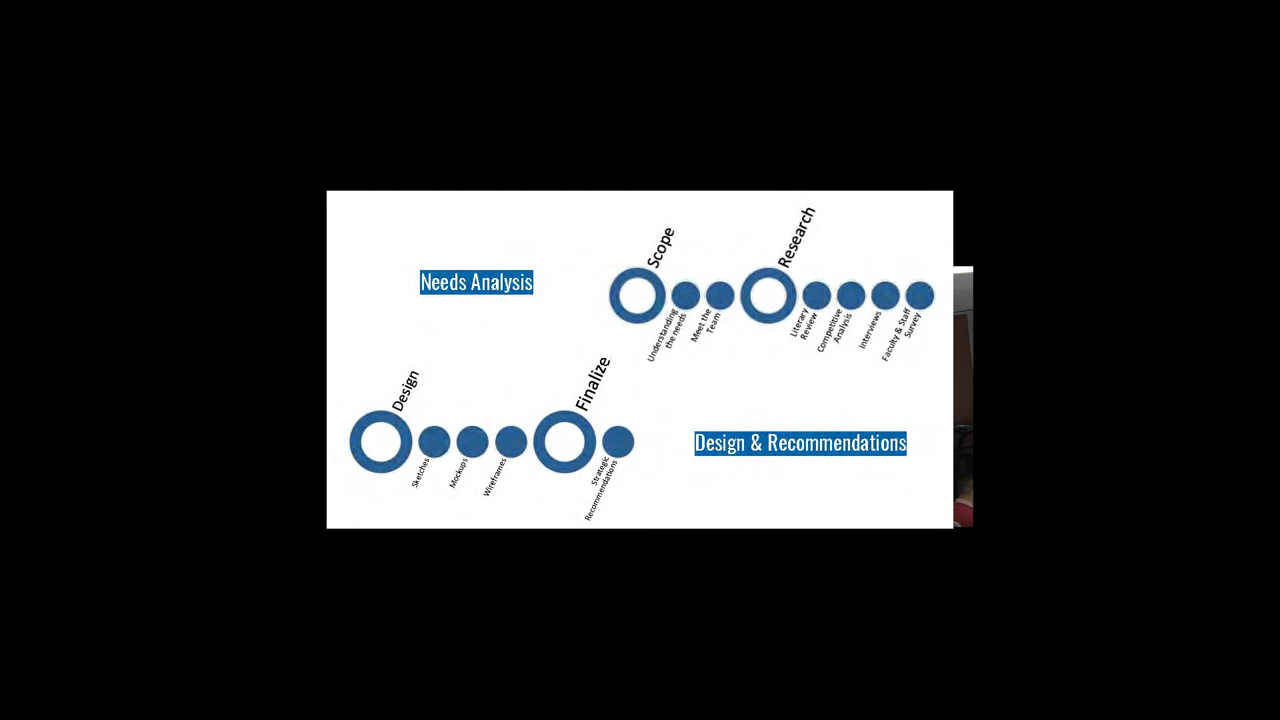 Needs Analysis
Scope
Understanding
the needs
Meet the
Team
Research
Literary
Review
Competitive
Analysis
Interviews
Faculty & Staff
Survey
Design
Sketches
Mockups
Wireframes
Finalize
Strategic
Recommendations
Design & Recommendations